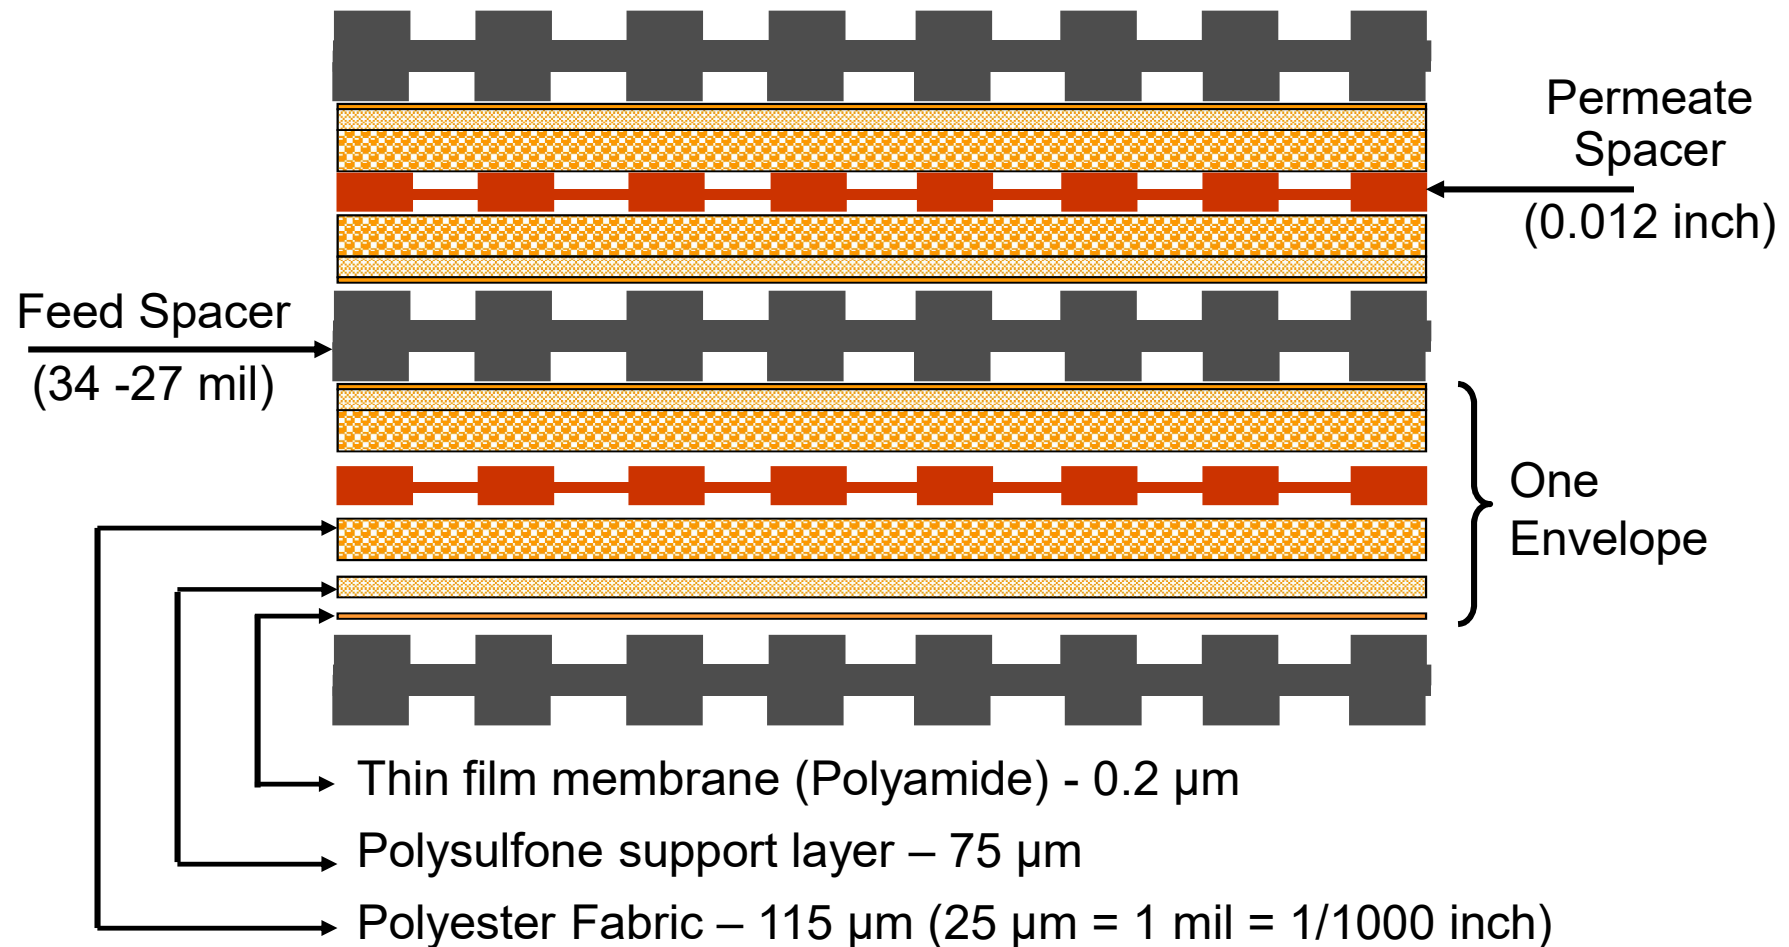 Permeate
Spacer
(0.012 inch)
Feed Spacer
(34 -27 mil)
One
Envelope
Thin film membrane (Polyamide) - 0.2 μm
Polysulfone support layer – 75 μm
Polyester Fabric – 115 μm (25 μm = 1 mil = 1/1000 inch)